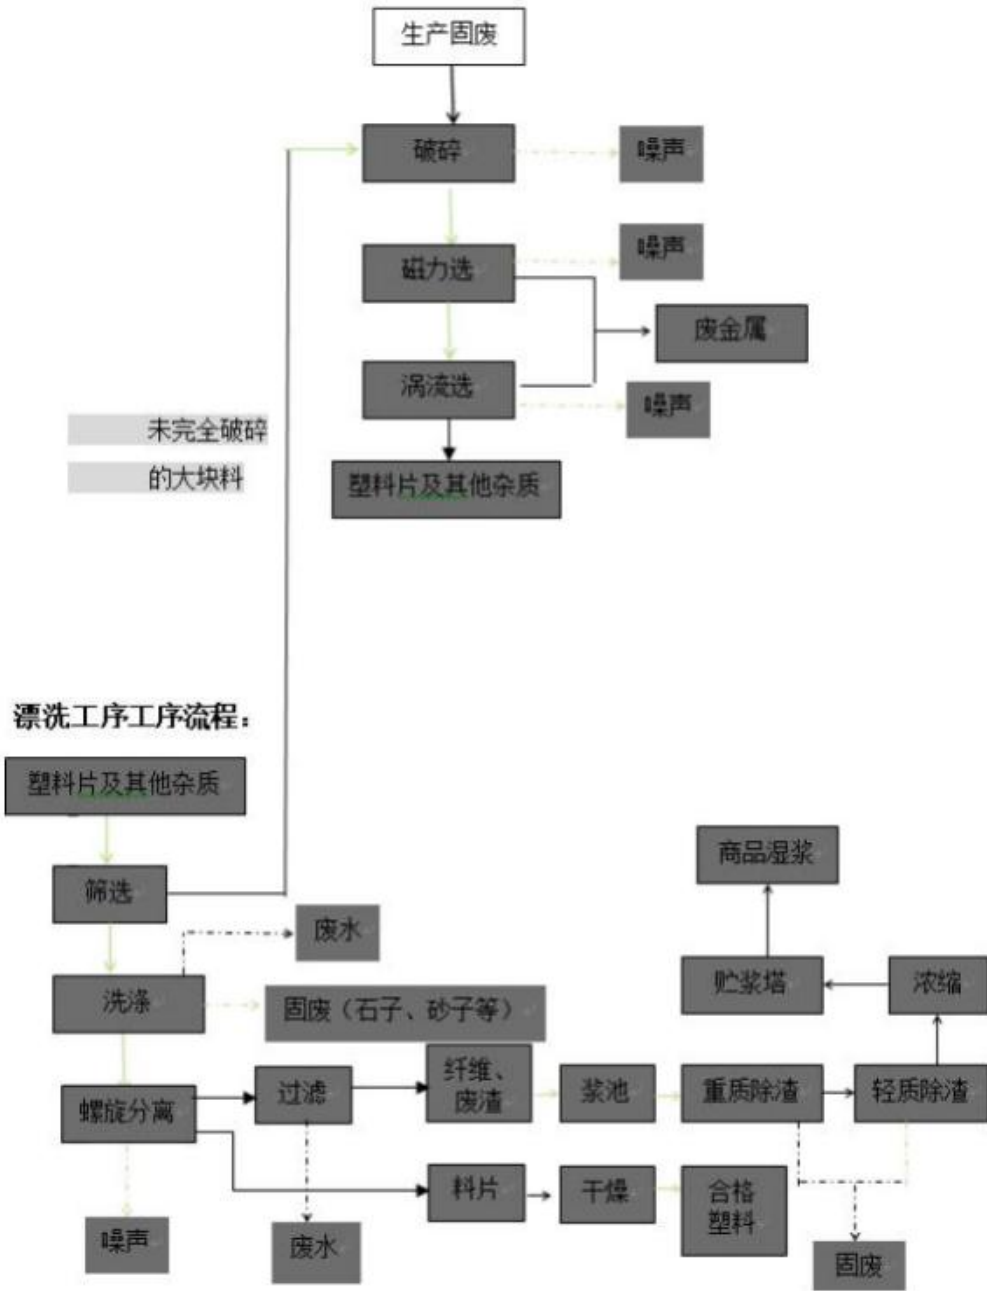 生产固废
破碎
噪声
磁力选
噪声
废金属
涡流选
噪声
未完全破碎
的大块料
塑料片及其他杂质
漂洗工序工序流程：
塑料片及其他杂质
商品湿浆
筛选
废水
贮浆塔
浓缩
洗涤
固废（石子、砂子等）
螺旋分离
过滤
纤维、
废渣
浆池
重质除渣
轻质除渣
料片
干燥
合格
塑料
噪声
废水
固废